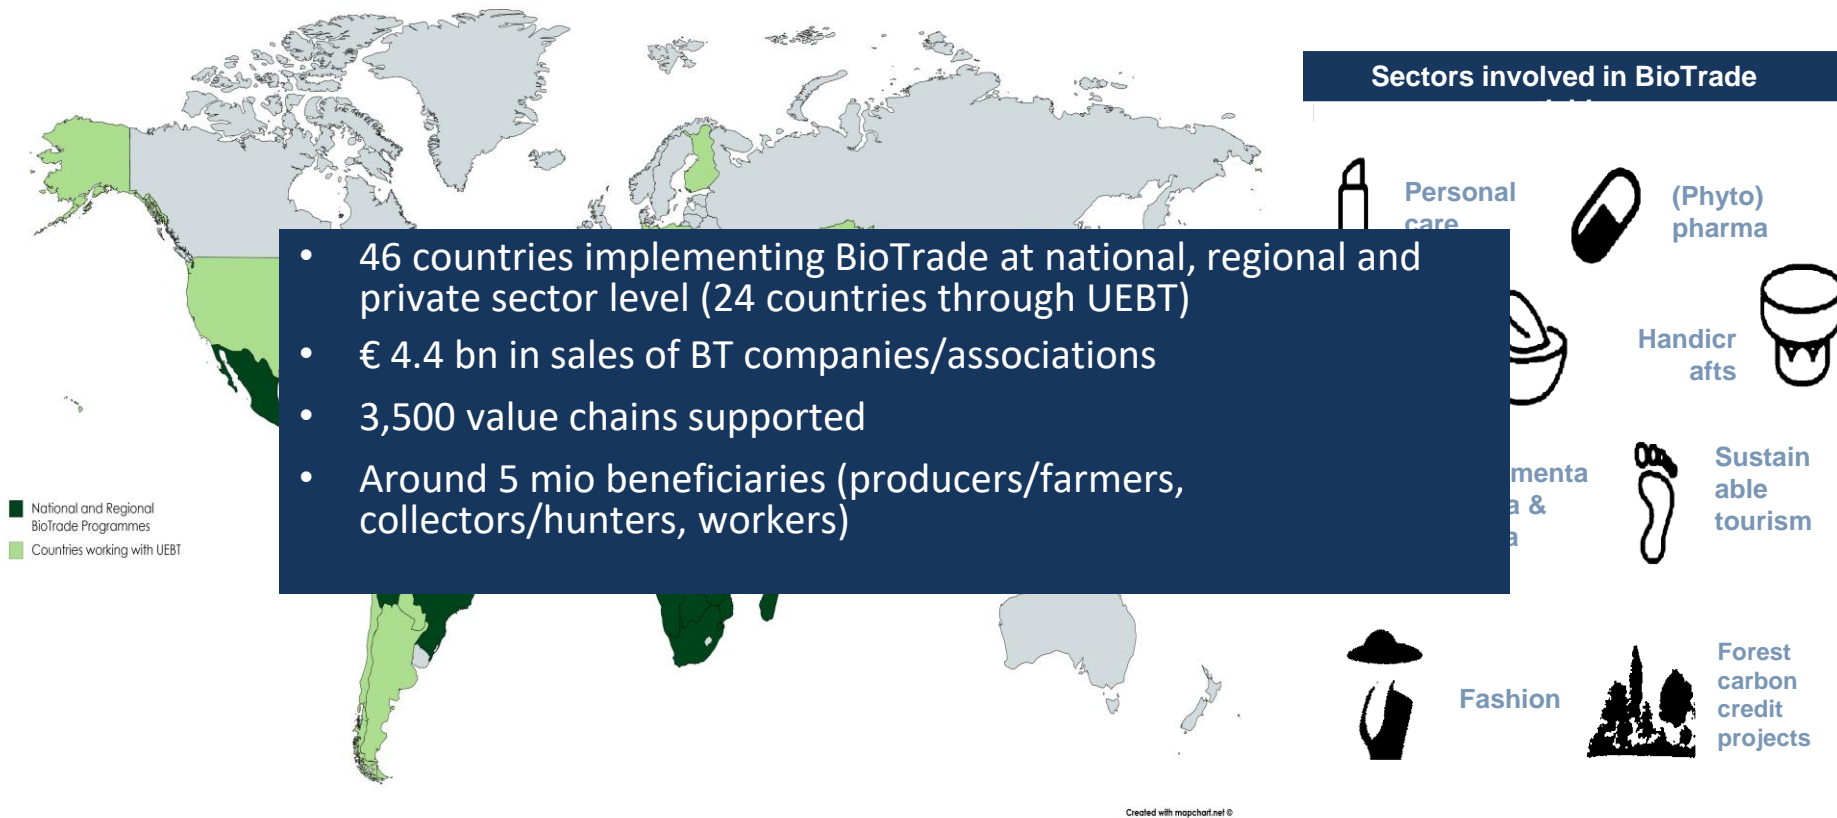 Sectors involved in BioTrade
Personal
care
(Phyto)
pharma
• 46 countries implementing BioTrade at national, regional and
private sector level (24 countries through UEBT)
• € 4.4 bn in sales of BT companies/associations
• 3,500 value chains supported
• Around 5 mio beneficiaries (producers/farmers,
collectors/hunters, workers)
Handicr
afts
menta
a &
a
Sustain
able
tourism
National and Regional
BioTrade Programmes
Countries working with UEBT
Fashion
Forest
carbon
credit
projects
Created with mapchart.net ©